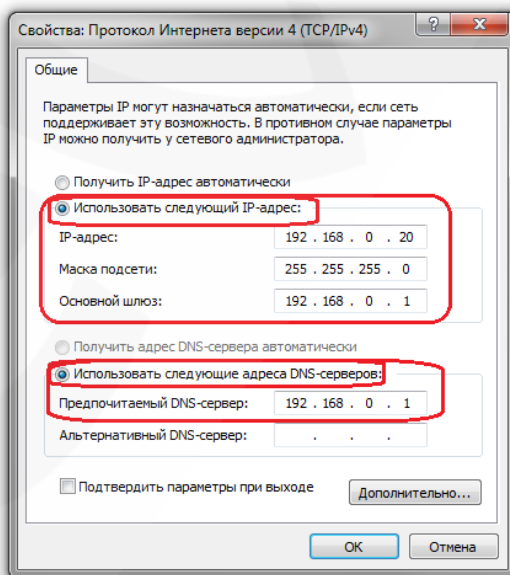 Свойства: Протокол Интернета версии 4 (TCP/IPv4)
Общие
Параметры IP могут назначаться автоматически, если сеть
поддерживает эту возможность. В противном случае параметры
IP можно получить у сетевого администратора.
Получить IP-адрес автоматически
Использовать следующий IP-адрес:
IP-адрес: 192 . 168 . 0 . 20
Маска подсети: 255 . 255 . 255 . 0
Основной шлюз: 192 . 168 . 0 . 1
Получить адрес DNS-сервера автоматически
Использовать следующие адреса DNS-серверов:
Предпочитаемый DNS-сервер: 192 . 168 . 0 . 1
Альтернативный DNS-сервер: . . .
Подтвердить параметры при выходе
Дополнительно...
ОК Отмена